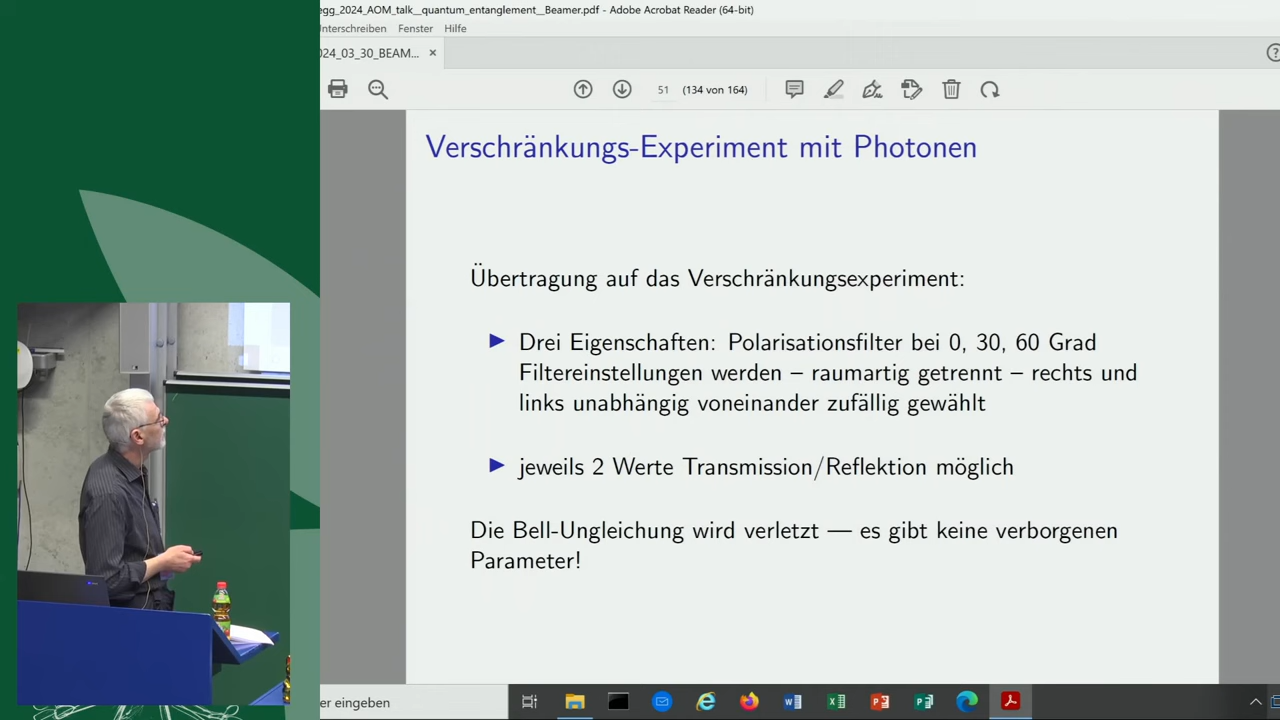 egg_2024_AOM_talk__quantum_entanglement__Beamer.pdf - Adobe Acrobat Reader (64-bit)
Unterschreiben Fenster Hilfe
024_03_30_BEAM... ×
51 (134 von 164)
Verschränkungs-Experiment mit Photonen
Übertragung auf das Verschränkungsexperiment:
Drei Eigenschaften: Polarisationsfilter bei 0, 30, 60 Grad
Filtereinstellungen werden – raumartig getrennt – rechts und
links unabhängig voneinander zufällig gewählt
jeweils 2 Werte Transmission/Reflektion möglich
Die Bell-Ungleichung wird verletzt — es gibt keine verborgenen
Parameter!
er eingeben